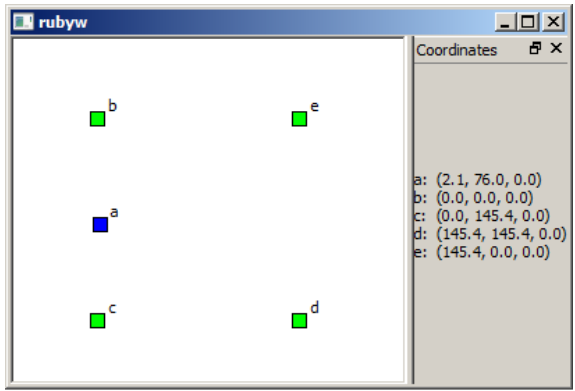 rubyw
Coordinates
b
e
a
c
d
a: (2.1, 76.0, 0.0)
b: (0.0, 0.0, 0.0)
c: (0.0, 145.4, 0.0)
d: (145.4, 145.4, 0.0)
e: (145.4, 0.0, 0.0)